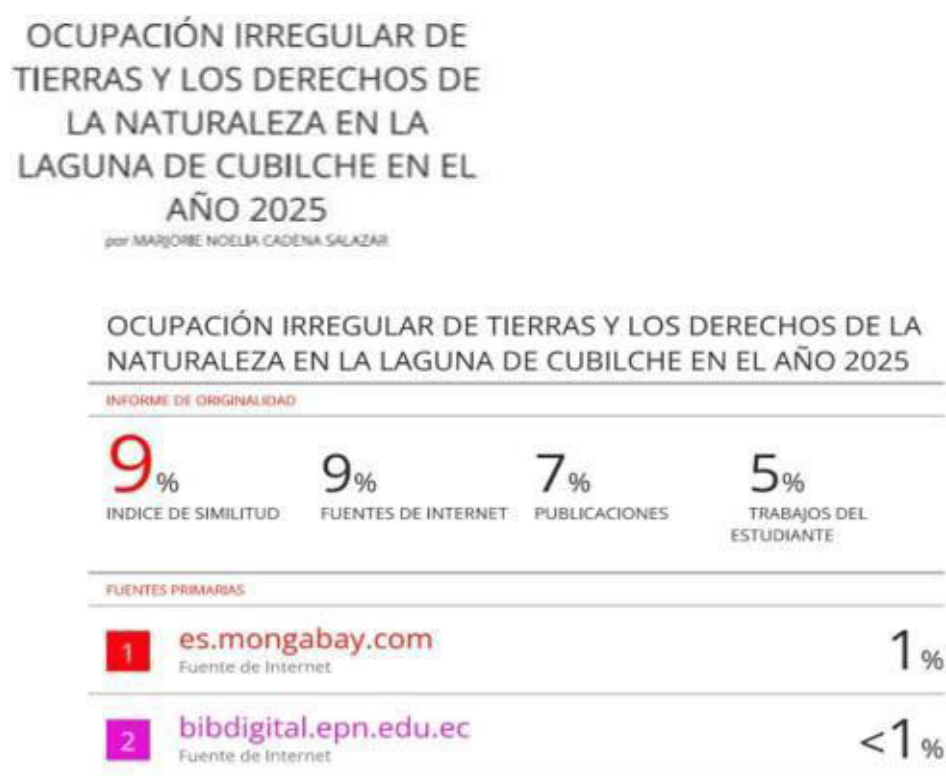 OCUPACIÓN IRREGULAR DE
TIERRAS Y LOS DERECHOS DE
LA NATURALEZA EN LA
LAGUNA DE CUBILCHE EN EL
AÑO 2025
por MARJORIE NOELIA CADENA SALAZAR
OCUPACIÓN IRREGULAR DE TIERRAS Y LOS DERECHOS DE LA
NATURALEZA EN LA LAGUNA DE CUBILCHE EN EL AÑO 2025
INFORME DE ORIGINALIDAD
9% 9% 7% 5%
INDICE DE SIMILITUD FUENTES DE INTERNET PUBLICACIONES TRABAJOS DEL
ESTUDIANTE
FUENTES PRIMARIAS
1 es.mongabay.com 1%
Fuente de Internet
2 bibdigital.epn.edu.ec <1%
Fuente de Internet